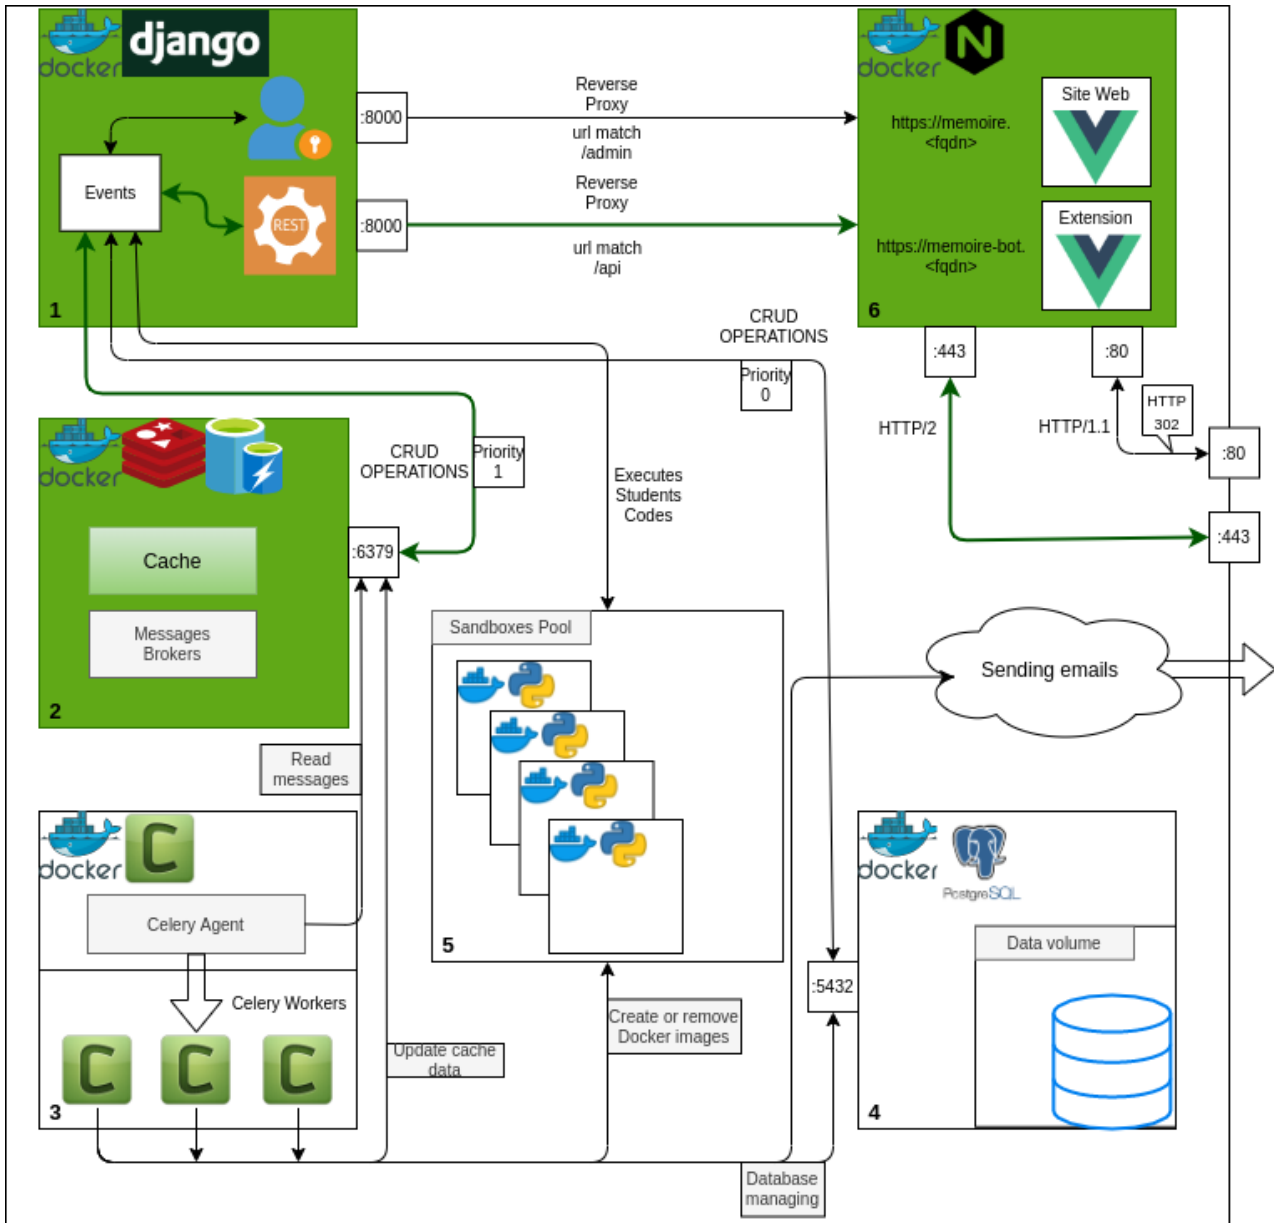 docker
django
Events
REST
:8000
:8000
1
Reverse
Proxy
url match
/admin
Reverse
Proxy
url match
/api
docker
N
https://memoire.
<fqdn>
Site Web
https://memoire-bot.
<fqdn>
Extension
6
:443
:80
HTTP/2
HTTP/1.1
HTTP
302
:80
:443
CRUD
OPERATIONS
Priority
0
docker
Cache
Messages
Brokers
2
CRUD
OPERATIONS
Priority
1
:6379
Executes
Students
Codes
Sandboxes Pool
5
Sending emails
Read
messages
docker
C
Celery Agent
Celery Workers
C
C
C
3
Update cache
data
Create or remove
Docker images
Database
managing
:5432
docker
PostgreSQL
Data volume
4